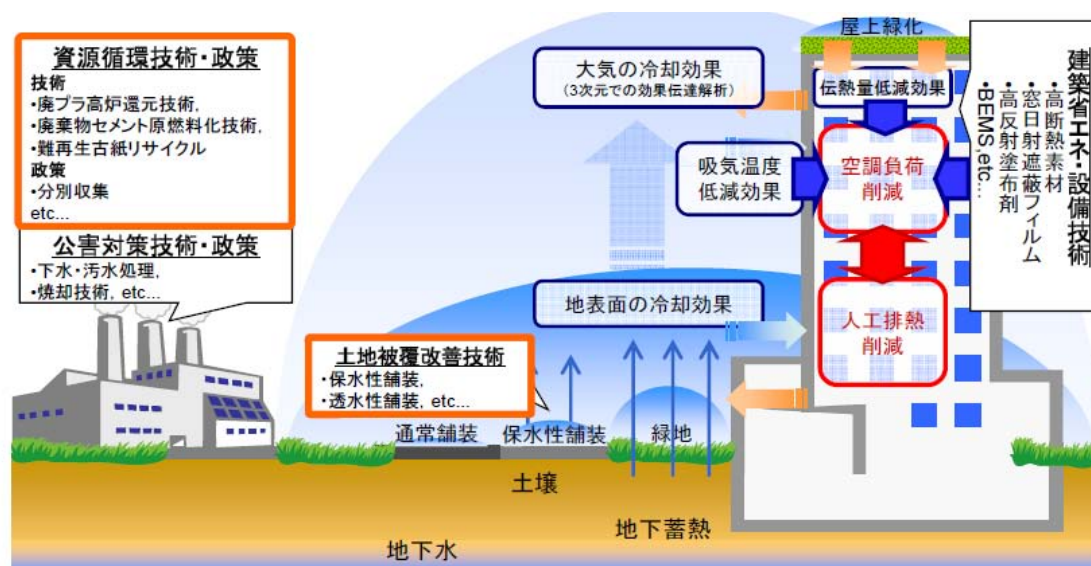 資源循環技術・政策
技術
・廃プラ高炉還元技術,
・廃棄物セメント原燃料化技術,
・難再生古紙リサイクル
政策
・分別収集
etc...
公害対策技術・政策
・下水・汚水処理,
・焼却技術, etc...
土地被覆改善技術
・保水性舗装,
・透水性舗装, etc...
通常舗装
保水性舗装
緑地
土壌
地下蓄熱
地下水
大気の冷却効果
(3次元での効果伝達解析)
吸気温度
低減効果
地表面の冷却効果
屋上緑化
伝熱量低減効果
空調負荷
削減
人工排熱
削減
建築省エネ・設備技術
・高断熱素材
・窓日射遮蔽フィルム
・高反射塗布剤
・BEMS,etc...